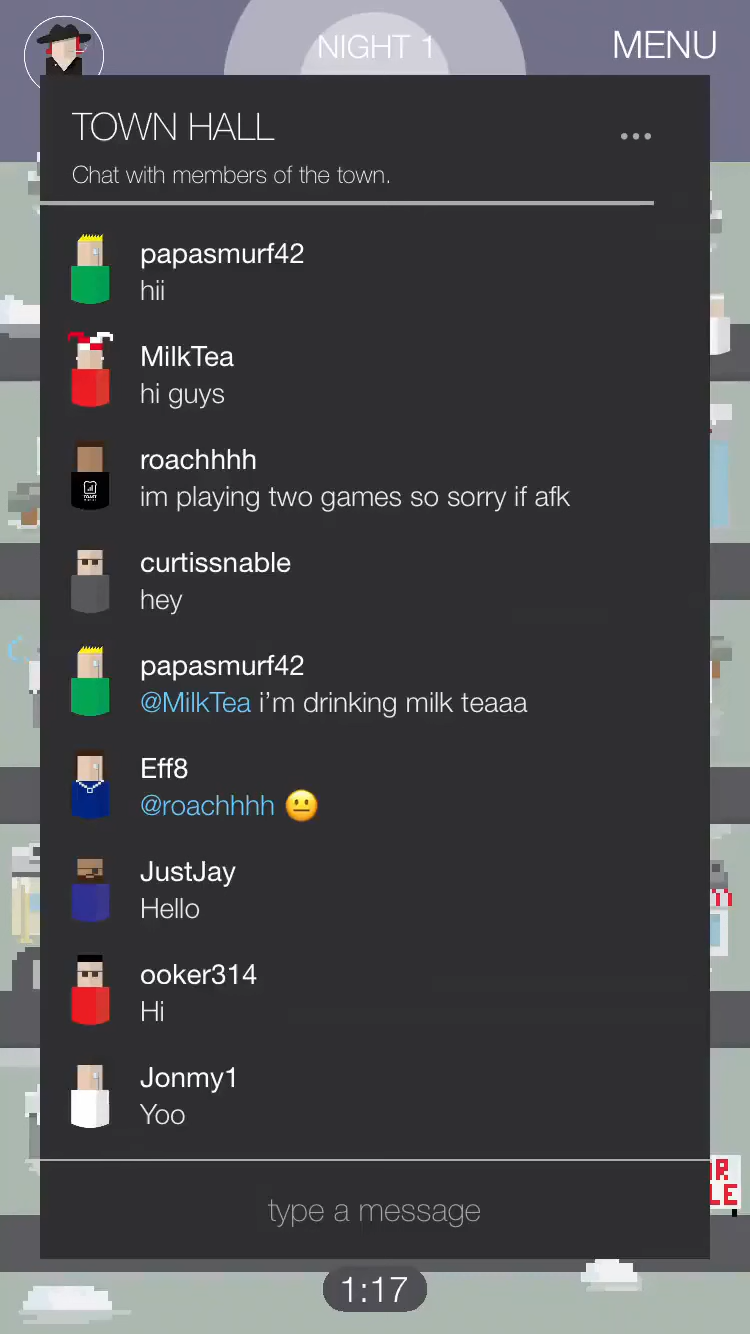 NIGHT 1
MENU
TOWN HALL
Chat with members of the town.
papasmurf42
hii
MilkTea
hi guys
roachhhh
im playing two games so sorry if afk
curtissnable
hey
papasmurf42
@MilkTea i’m drinking milk teaaa
Eff8
@roachhhh 😐
JustJay
Hello
ooker314
Hi
Jonmy1
Yoo
type a message
1:17